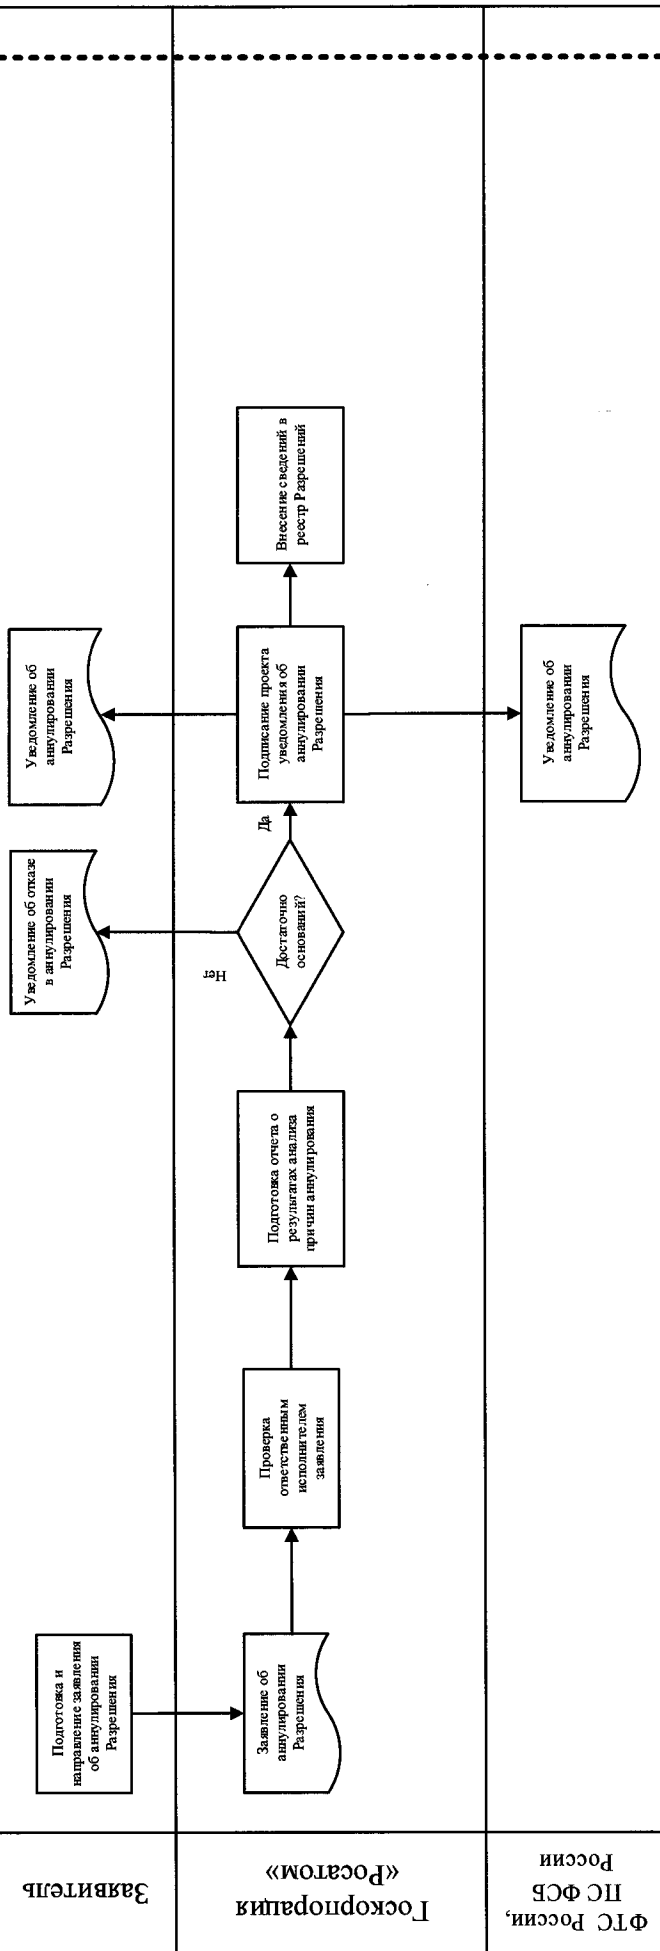 Заявитель
Подготовка и
направление заявления
об аннулировании
Разрешения
Уведомление об отказе
в аннулировании
Разрешения
Уведомление об
аннулировании
Разрешения
Госкорпорация
«Росатом»
Заявление об
аннулировании
Разрешения
Проверка
ответственным
исполнителем
заявления
Подготовка отчета о
результатах анализа
причин аннулирования
Достаточно
оснований?
Нет
Да
Подписание проекта
уведомления об
аннулировании
Разрешения
Внесение сведений в
реестр Разрешений
ФТС России,
ПС ФСБ
России
Уведомление об
аннулировании
Разрешения